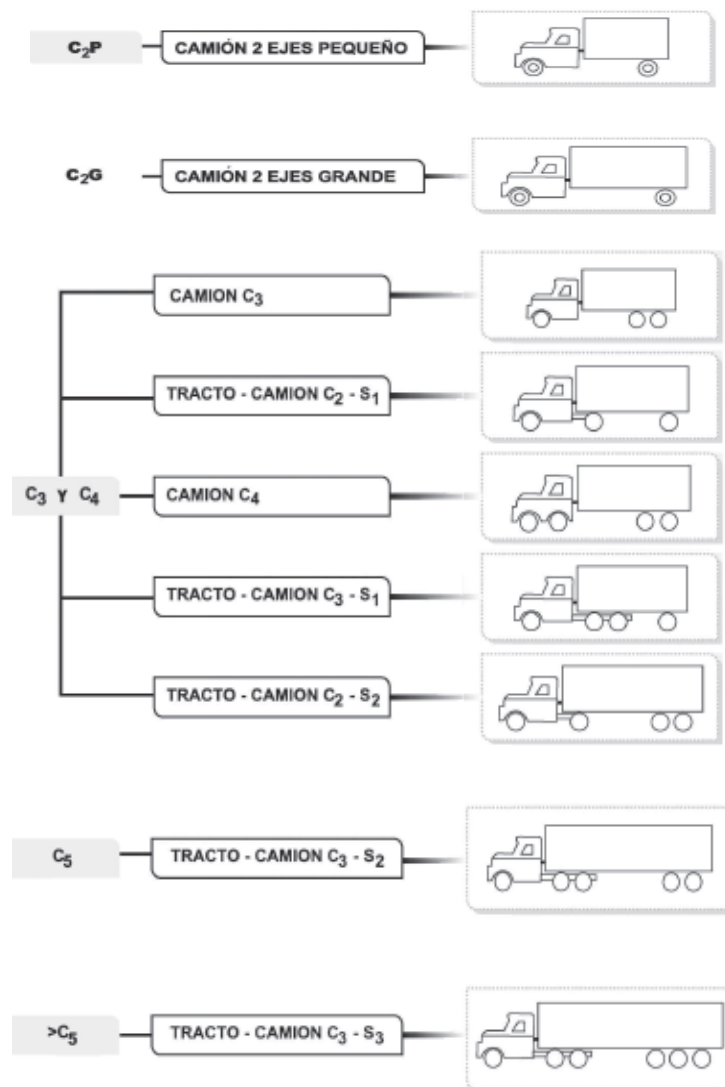 C₂P CAMIÓN 2 EJES PEQUEÑO
C₂G CAMIÓN 2 EJES GRANDE
CAMION C₃
TRACTO - CAMION C₂ - S₁
C₃ Y C₄ CAMION C₄
TRACTO - CAMION C₃ - S₁
TRACTO - CAMION C₂ - S₂
C₅ TRACTO - CAMION C₃ - S₂
>C₅ TRACTO - CAMION C₃ - S₃